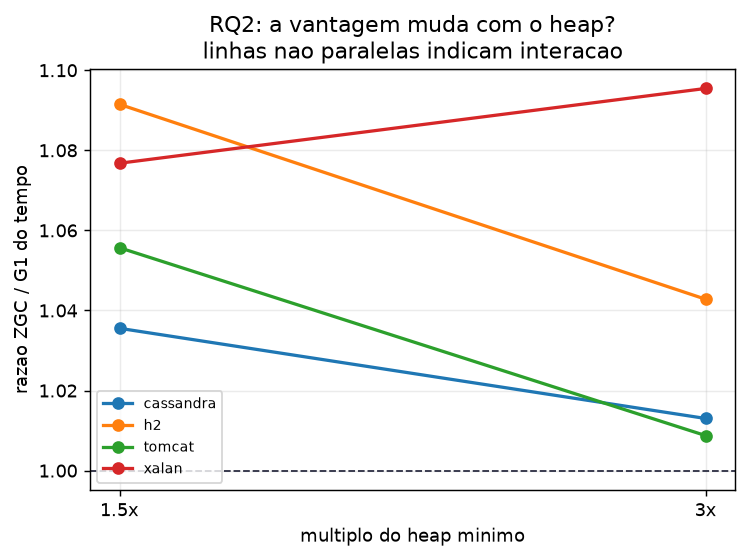 RQ2: a vantagem muda com o heap?
linhas nao paralelas indicam interacao
razao ZGC / G1 do tempo
1.10
1.08
1.06
1.04
1.02
1.00
cassandra
h2
tomcat
xalan
1.5x
3x
multiplo do heap minimo